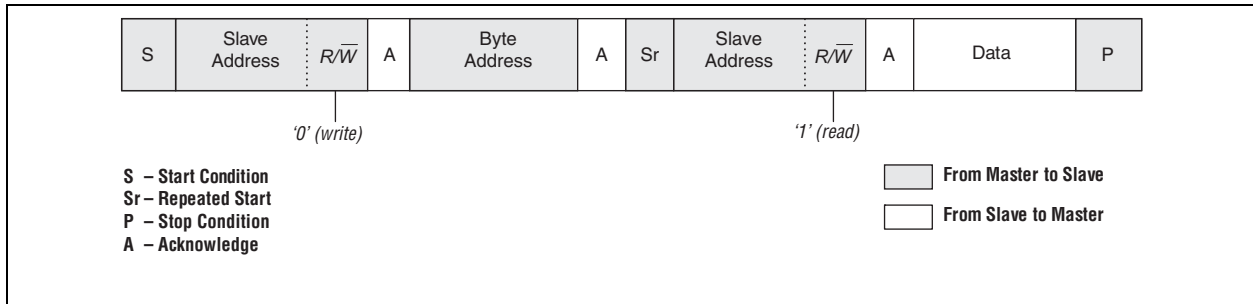 S Slave Address R/W̅ A Byte Address A Sr Slave Address R/W̅ A Data P
‘0’ (write) ‘1’ (read)
S – Start Condition
Sr – Repeated Start
P – Stop Condition
A – Acknowledge
From Master to Slave
From Slave to Master